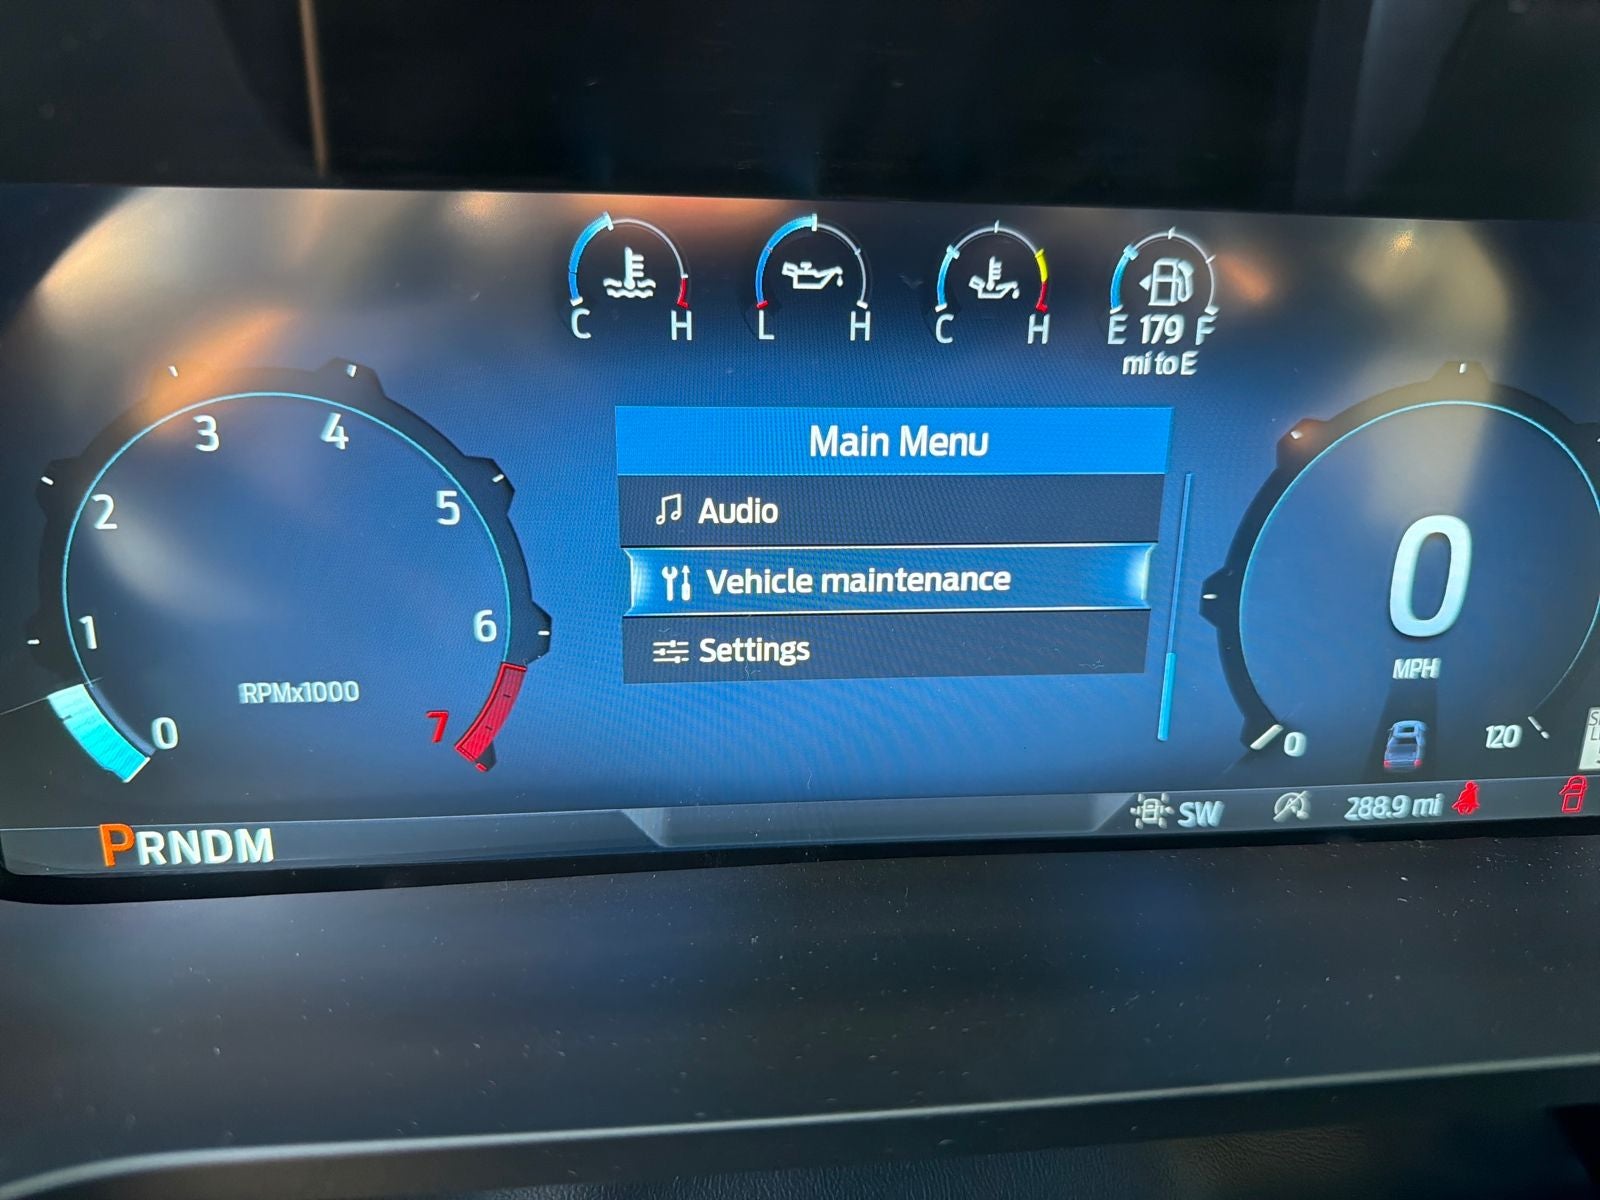 C H
L H
C H
E 179 F
mi to E
Main Menu
Audio
Vehicle maintenance
Settings
0
1
2
3
4
5
6
7
RPMx1000
0
MPH
0
120
PRNDM
SW
288.9 mi